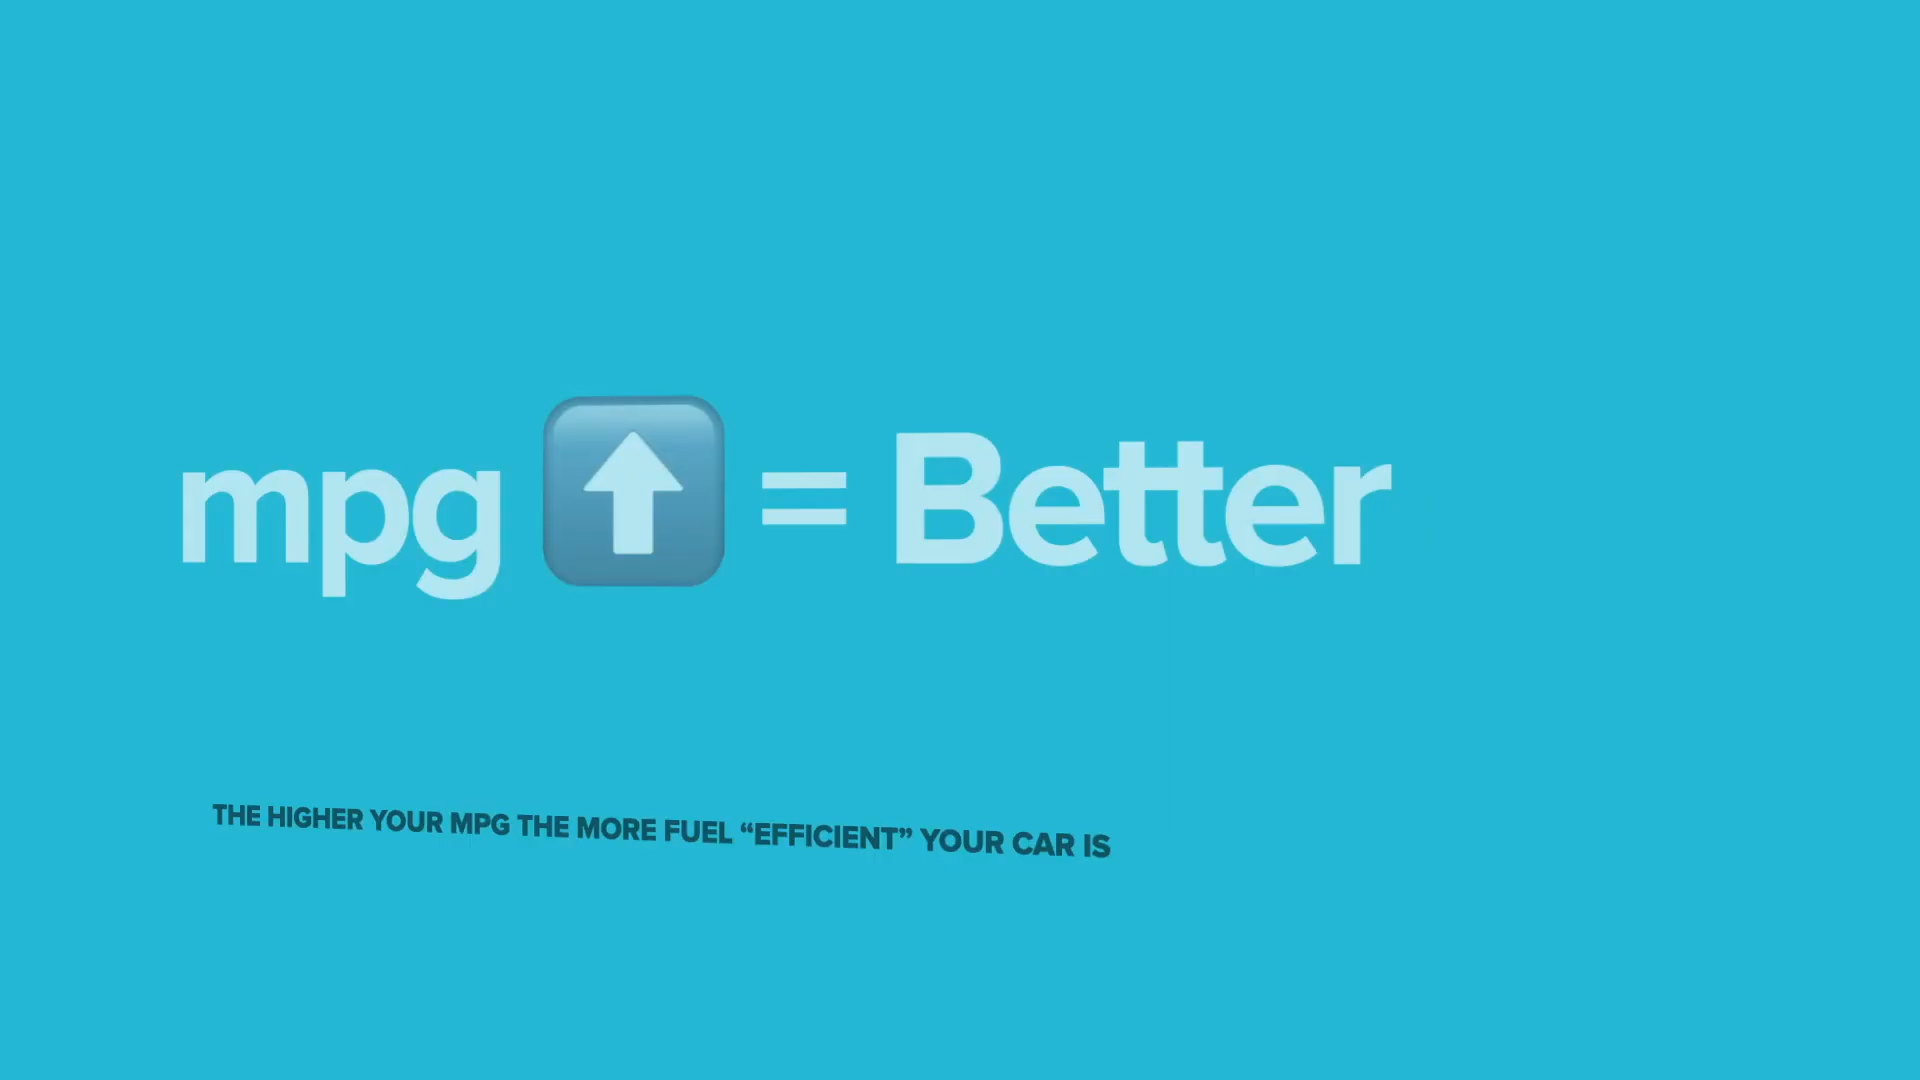 mpg ⬆ = Better
THE HIGHER YOUR MPG THE MORE FUEL “EFFICIENT” YOUR CAR IS